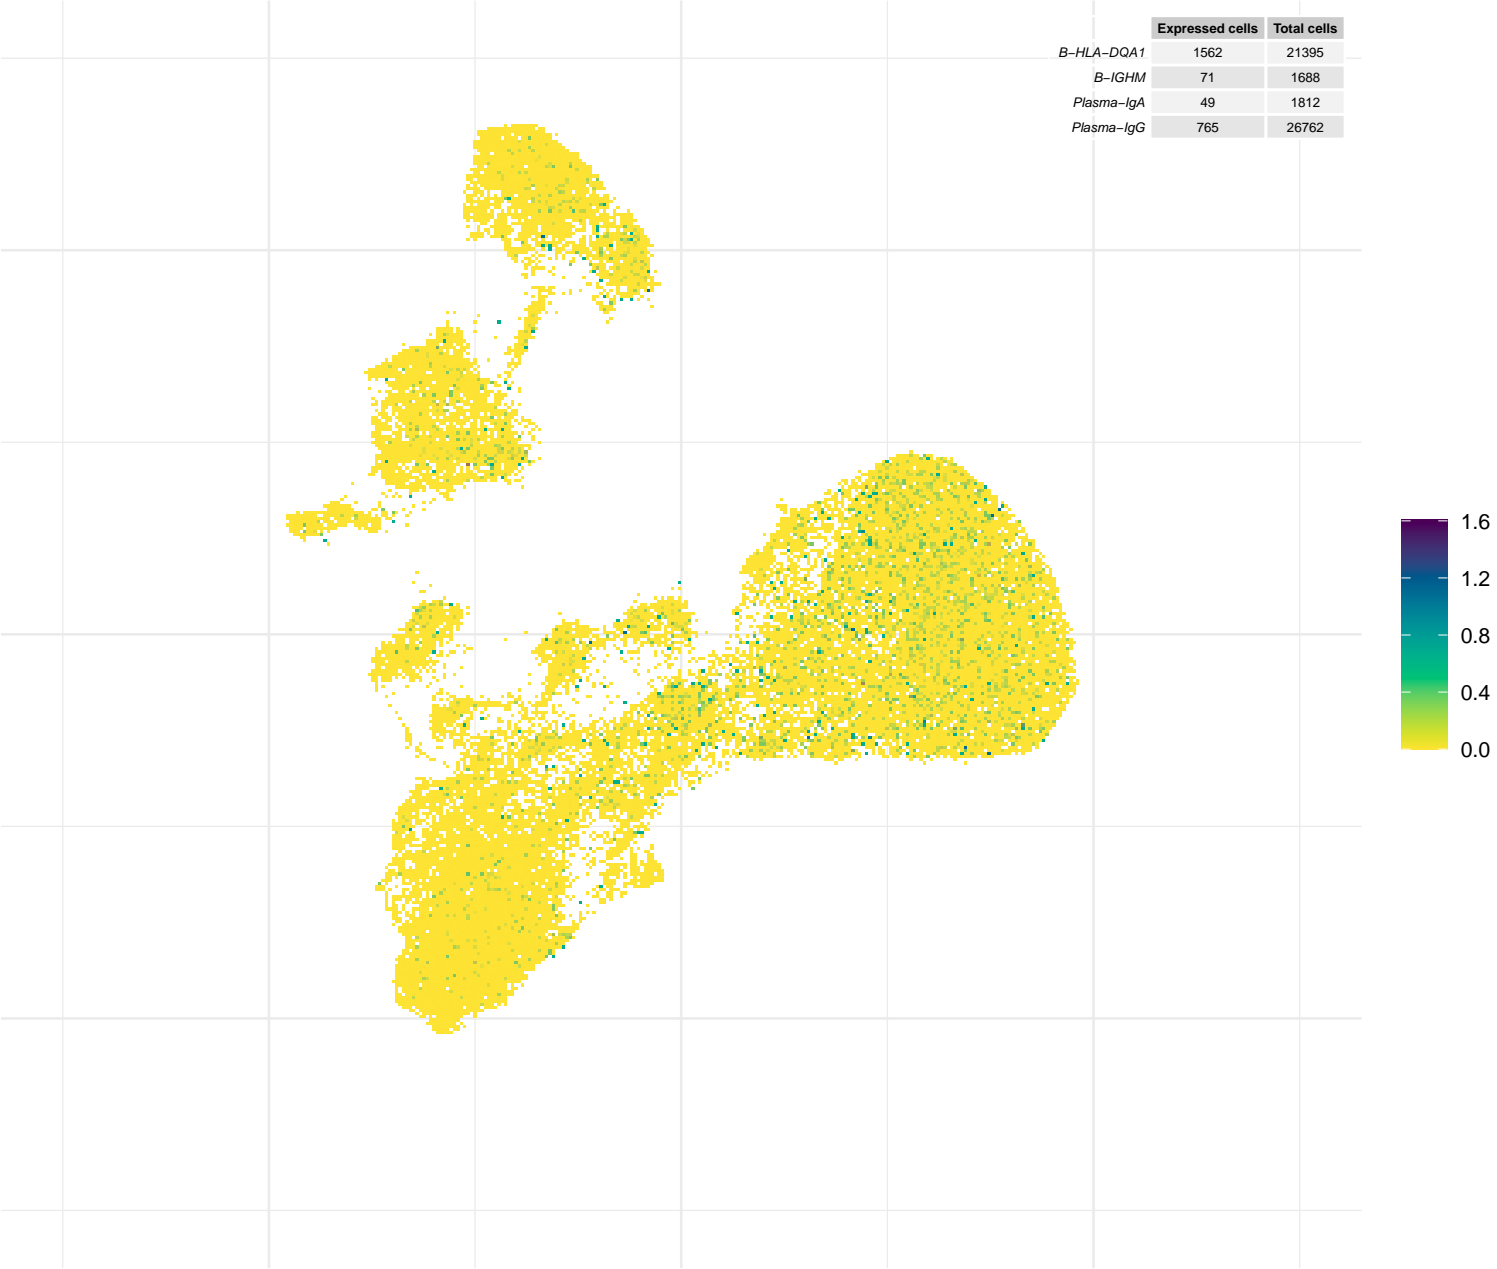 Expressed cells Total cells
B−HLA−DQA1 1562 21395
B−IGHM 71 1688
Plasma−IgA 49 1812
Plasma−IgG 765 26762
1.6
1.2
0.8
0.4
0.0